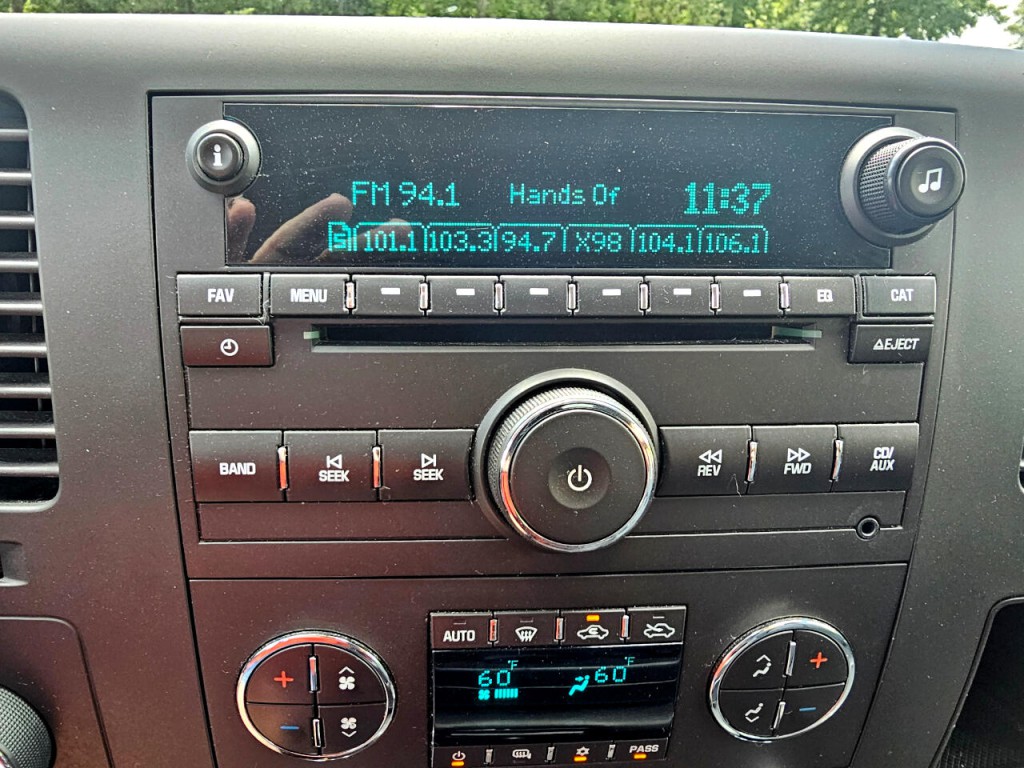 i
FM 94.1 Hands Of 11:37
101.1 103.3 94.7 X98 104.1 106.1
FAV MENU EQ CAT
EJECT
BAND SEEK SEEK REV FWD CD/
AUX
AUTO
60°F 60°F
PASS